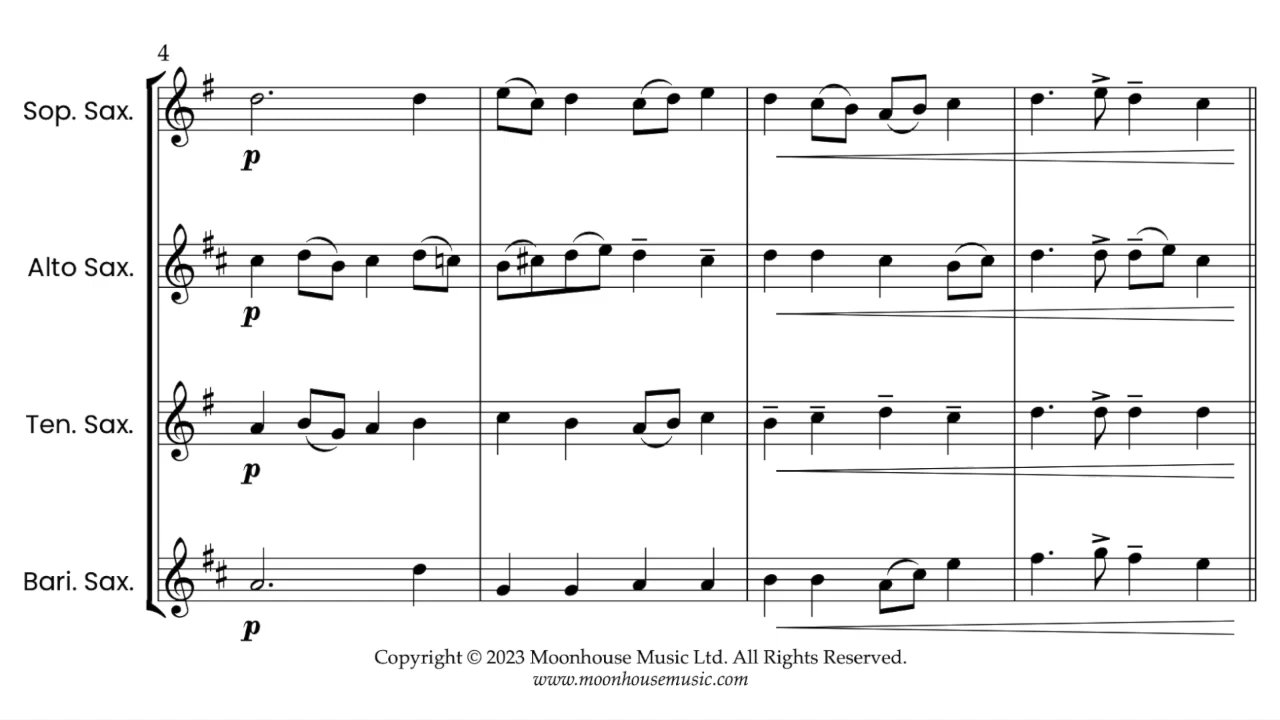 4
Sop. Sax.
p
Alto Sax.
p
Ten. Sax.
p
Bari. Sax.
p
Copyright © 2023 Moonhouse Music Ltd. All Rights Reserved.
www.moonhousemusic.com